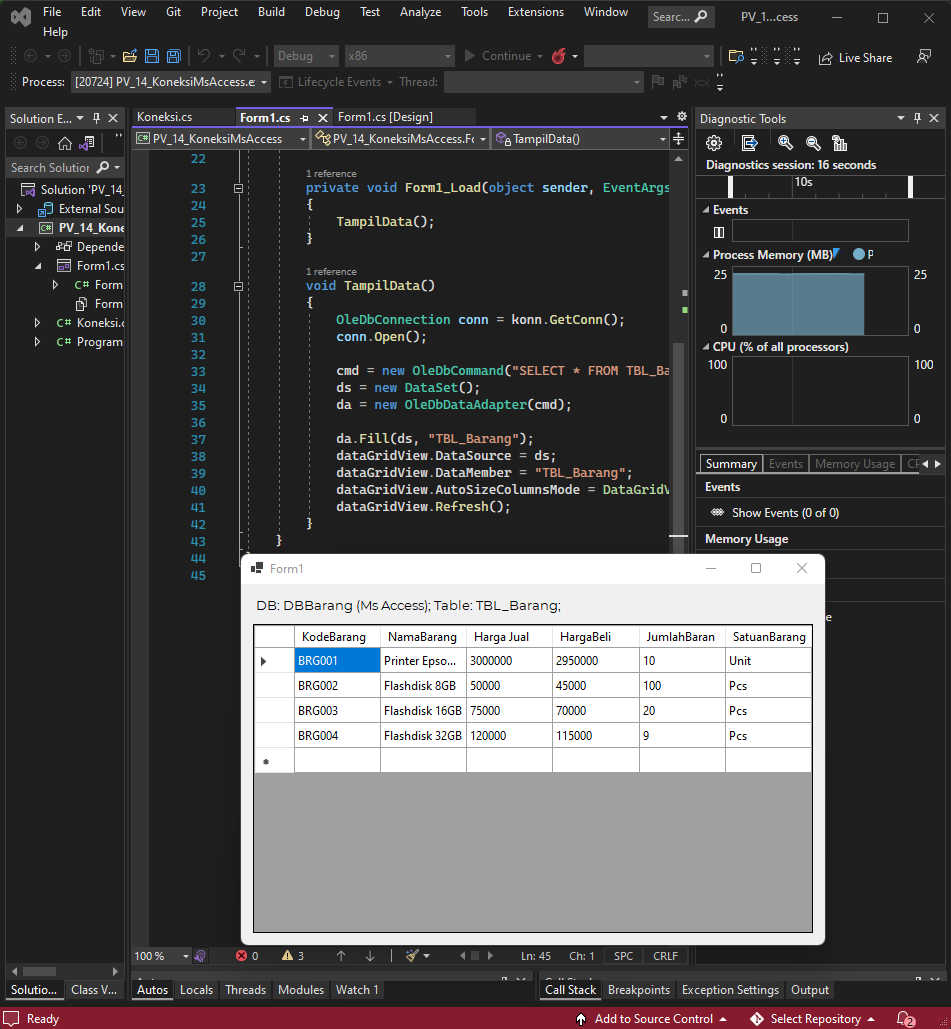 File Edit View Git Project Build Debug Test Analyze Tools Extensions Window Searc... PV_1...cess
Help
Debug x86 Continue Live Share
Process: [20724] PV_14_KoneksiMsAccess.e Lifecycle Events Thread:
Solution E... Koneksi.cs Form1.cs Form1.cs [Design] Diagnostic Tools
PV_14_KoneksiMsAccess PV_14_KoneksiMsAccess.Fo TampilData()
Search Solution
Solution 'PV_14_
External Sou
PV_14_Kone
Depende
Form1.cs
C# Form
Form
C# Koneksi.c
C# Program
22
1 reference
23 private void Form1_Load(object sender, EventArgs
24 {
25 TampilData();
26 }
27
1 reference
28 void TampilData()
29 {
30 OleDbConnection conn = konn.GetConn();
31 conn.Open();
32
33 cmd = new OleDbCommand("SELECT * FROM TBL_Ba
34 ds = new DataSet();
35 da = new OleDbDataAdapter(cmd);
36
37 da.Fill(ds, "TBL_Barang");
38 dataGridView.DataSource = ds;
39 dataGridView.DataMember = "TBL_Barang";
40 dataGridView.AutoSizeColumnsMode = DataGridV
41 dataGridView.Refresh();
42 }
43 }
44
45
Diagnostics session: 16 seconds
10s
Events
Process Memory (MB) P
25 25
0 0
CPU (% of all processors)
100 100
0 0
Summary Events Memory Usage CP
Events
Show Events (0 of 0)
Memory Usage
e
Form1
DB: DBBarang (Ms Access); Table: TBL_Barang;
KodeBarang NamaBarang Harga Jual HargaBeli JumlahBaran SatuanBarang
BRG001 Printer Epso... 3000000 2950000 10 Unit
BRG002 Flashdisk 8GB 50000 45000 100 Pcs
BRG003 Flashdisk 16GB 75000 70000 20 Pcs
BRG004 Flashdisk 32GB 120000 115000 9 Pcs
100 % 0 3 Ln: 45 Ch: 1 SPC CRLF
Autos Call Stack
Solutio... Class V... Autos Locals Threads Modules Watch 1 Call Stack Breakpoints Exception Settings Output
Ready Add to Source Control Select Repository 2